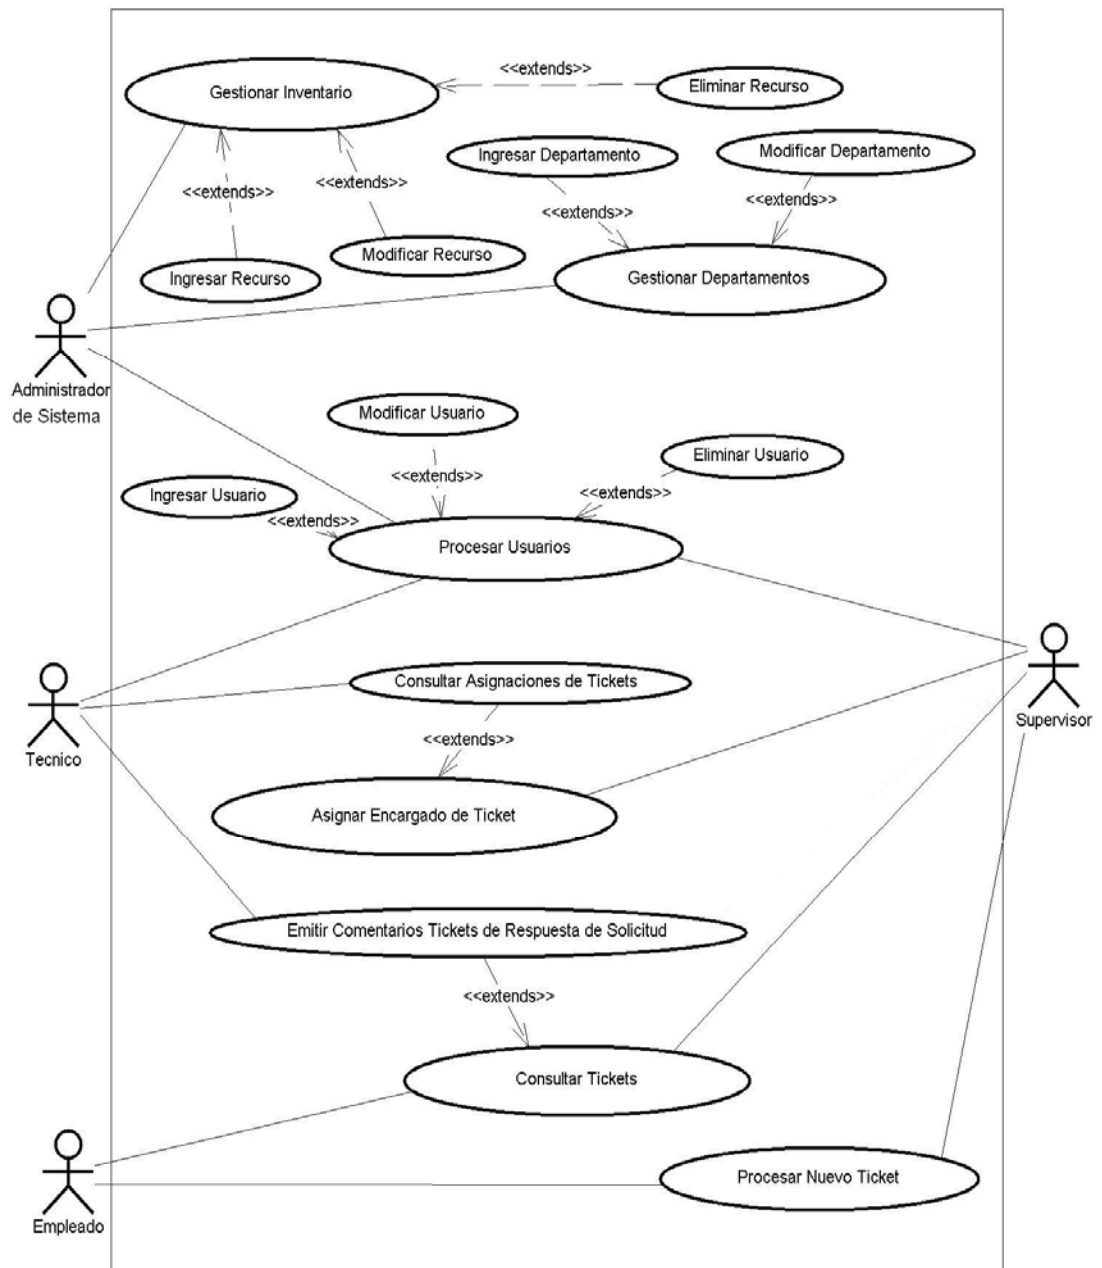 <<extends>>
Eliminar Recurso
Gestionar Inventario
Ingresar Departamento
Modificar Departamento
<<extends>>
<<extends>>
<<extends>>
<<extends>>
Modificar Recurso
Ingresar Recurso
Gestionar Departamentos
Administrador
de Sistema
Modificar Usuario
Eliminar Usuario
<<extends>>
Ingresar Usuario
<<extends>>
<<extends>>
Procesar Usuarios
Consultar Asignaciones de Tickets
Supervisor
Tecnico
<<extends>>
Asignar Encargado de Ticket
Emitir Comentarios Tickets de Respuesta de Solicitud
<<extends>>
Consultar Tickets
Procesar Nuevo Ticket
Empleado